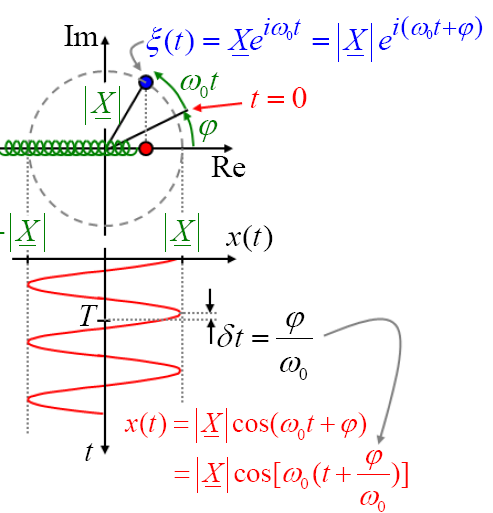 Im
ξ(t) = X̲e^{iω₀t} = |X̲|e^{i(ω₀t+φ)}
ω₀t
|X̲|
t = 0
φ
Re
-|X̲| |X̲| x(t)
T
δt = φ/ω₀
x(t) = |X̲|cos(ω₀t + φ)
t
= |X̲|cos[ω₀(t + φ/ω₀)]